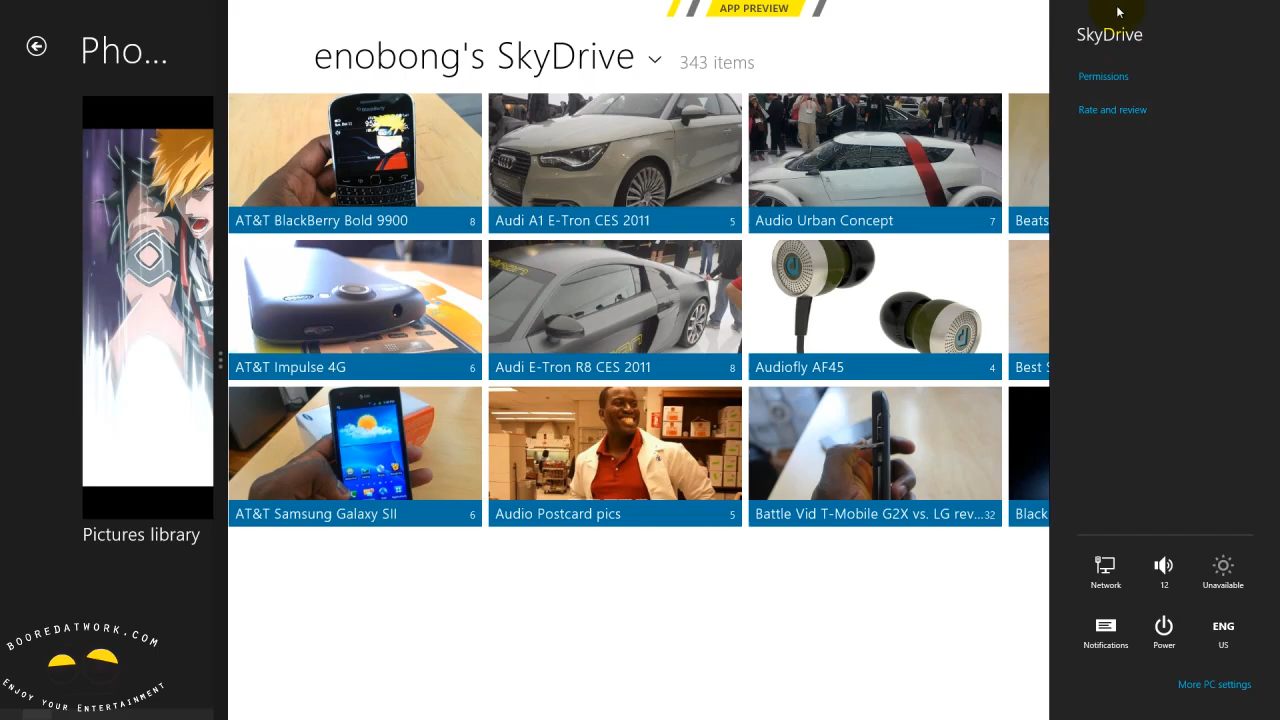 Pho...
Pictures library
BOOREDATWORK.COM
ENJOY YOUR ENTERTAINMENT
APP PREVIEW
enobong's SkyDrive
343 items
AT&T BlackBerry Bold 9900 8
Audi A1 E-Tron CES 2011 5
Audio Urban Concept 7
Beats
AT&T Impulse 4G 6
Audi E-Tron R8 CES 2011 8
Audiofly AF45 4
Best S
AT&T Samsung Galaxy SII 6
Audio Postcard pics 5
Battle Vid T-Mobile G2X vs. LG rev...32
Black
SkyDrive
Permissions
Rate and review
Network
12
Unavailable
Notifications
Power
ENG
US
More PC settings